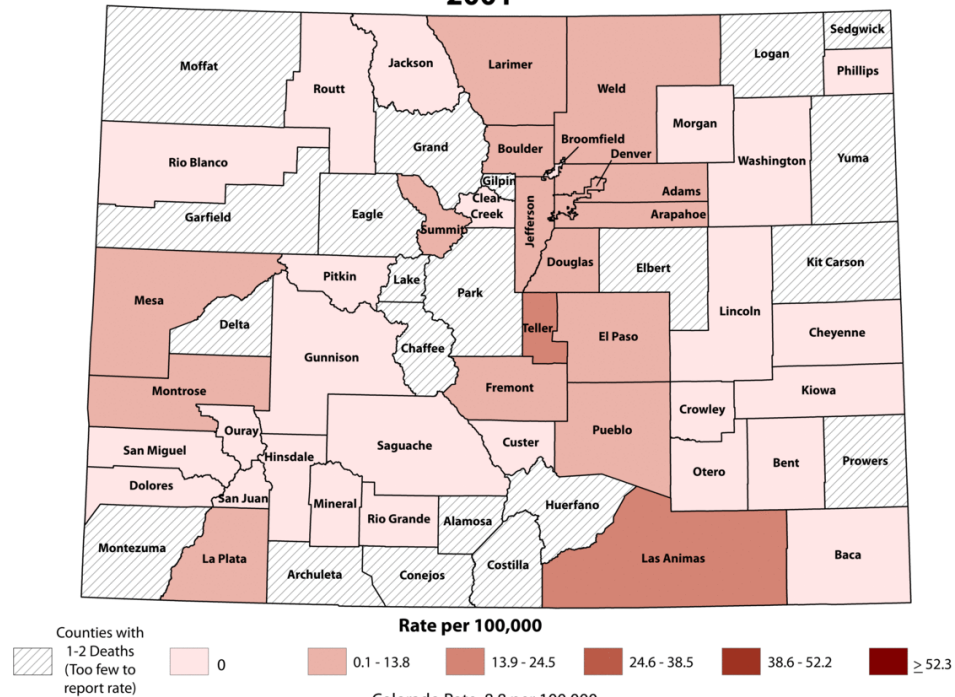 2001
Moffat
Routt
Jackson
Larimer
Weld
Logan
Sedgwick
Phillips
Morgan
Rio Blanco
Grand
Boulder
Broomfield
Denver
Washington
Yuma
Gilpin
Clear
Creek
Adams
Arapahoe
Garfield
Eagle
Summit
Jefferson
Mesa
Pitkin
Lake
Park
Douglas
Elbert
Kit Carson
Delta
Lincoln
Gunnison
Chaffee
Teller
El Paso
Cheyenne
Montrose
Fremont
Kiowa
Ouray
Crowley
San Miguel
Hinsdale
Saguache
Custer
Pueblo
Otero
Bent
Prowers
Dolores
San Juan
Mineral
Rio Grande
Alamosa
Huerfano
Montezuma
La Plata
Archuleta
Conejos
Costilla
Las Animas
Baca
Rate per 100,000
Counties with
1-2 Deaths
(Too few to
report rate)
0
0.1 - 13.8
13.9 - 24.5
24.6 - 38.5
38.6 - 52.2
≥ 52.3